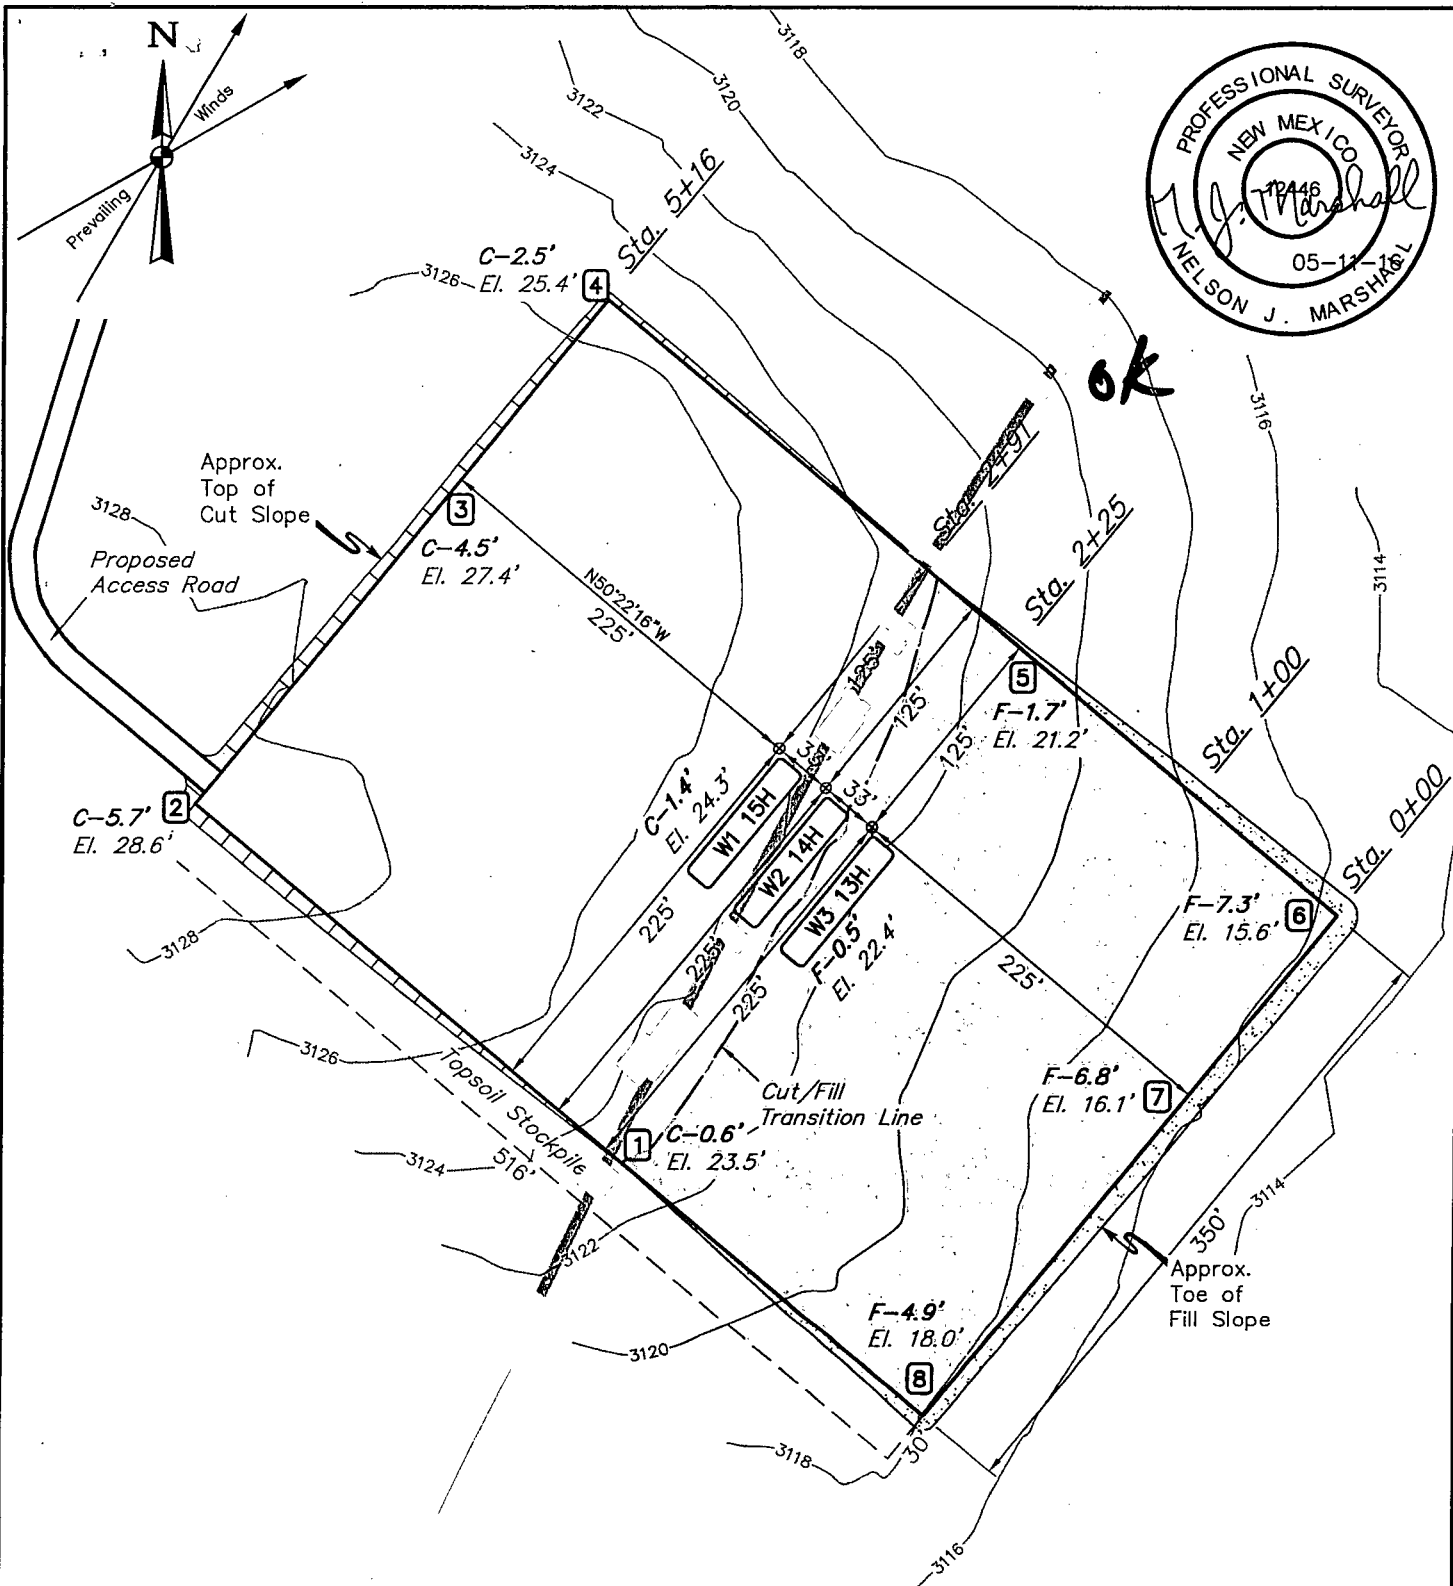 N
Winds
Prevailing
PROFESSIONAL SURVEYOR
NEW MEXICO
12446
N. J. Marshall
05-11-16
NELSON J. MARSHALL
3118
3120
3122
3124
Sta. 5+16
C-2.5'
El. 25.4'
4
3126
OK
3116
Sta. 2+91
Approx.
Top of
Cut Slope
3
C-4.5'
El. 27.4'
3128
Proposed
Access Road
N50°22'16"W
225'
Sta. 2+25
3114
125'
125'
125'
5
F-1.7'
El. 21.2'
Sta. 1+00
Sta. 0+00
33'
C-1.4'
El. 24.3'
W1 15H
W2 14H
W3 13H
F-0.5'
El. 22.4'
2
C-5.7'
El. 28.6'
F-7.3'
El. 15.6'
6
225'
225'
225'
225'
3128
3126
Topsoil Stockpile
516'
Cut/Fill
Transition Line
F-6.8'
El. 16.1'
7
1
C-0.6'
El. 23.5'
3124
3122
3114
350'
Approx.
Toe of
Fill Slope
F-4.9'
El. 18.0'
8
3120
30'
3118
3116